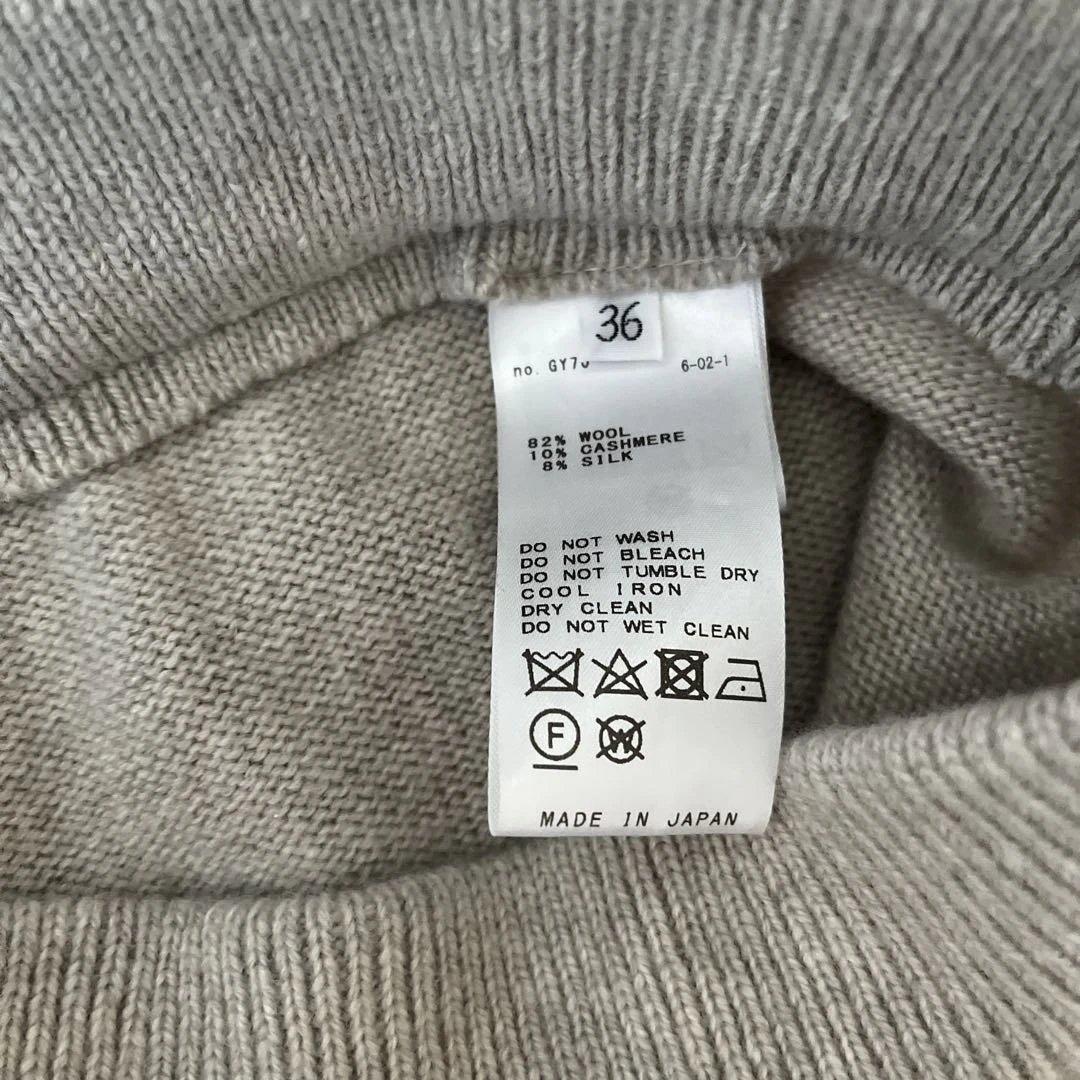 36
no. GY70 6-02-1
82% WOOL
10% CASHMERE
8% SILK
DO NOT WASH
DO NOT BLEACH
DO NOT TUMBLE DRY
COOL IRON
DRY CLEAN
DO NOT WET CLEAN
F W
MADE IN JAPAN